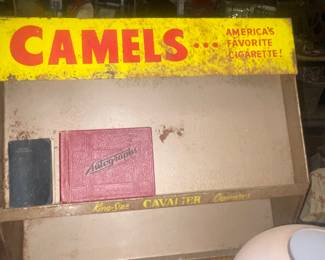 CAMELS...
AMERICA'S
FAVORITE
CIGARETTE!
Autographs
King-Size CAVALIER Cigarettes